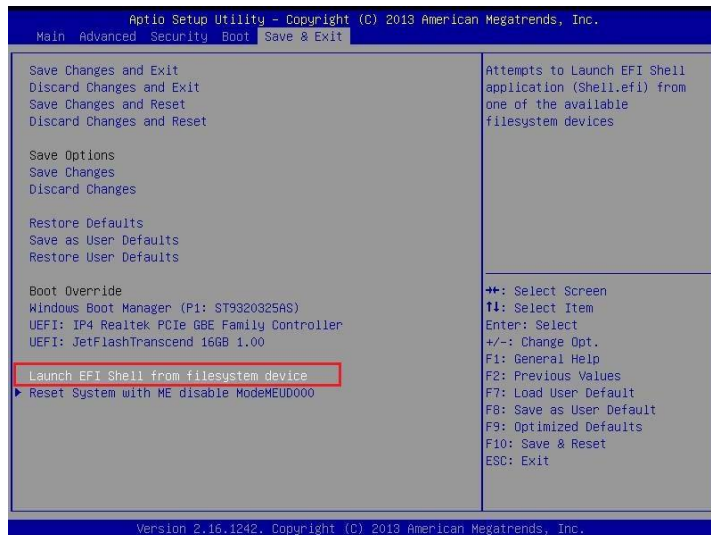 Aptio Setup Utility - Copyright (C) 2013 American Megatrends, Inc.
Main Advanced Security Boot Save & Exit
Save Changes and Exit
Discard Changes and Exit
Save Changes and Reset
Discard Changes and Reset
Save Options
Save Changes
Discard Changes
Restore Defaults
Save as User Defaults
Restore User Defaults
Boot Override
Windows Boot Manager (P1: ST9320325AS)
UEFI: IP4 Realtek PCIe GBE Family Controller
UEFI: JetFlashTranscend 16GB 1.00
Launch EFI Shell from filesystem device
Reset System with ME disable ModeMEUD000
Attempts to Launch EFI Shell
application (Shell.efi) from
one of the available
filesystem devices
→←: Select Screen
↑↓: Select Item
Enter: Select
+/-: Change Opt.
F1: General Help
F2: Previous Values
F7: Load User Default
F8: Save as User Default
F9: Optimized Defaults
F10: Save & Reset
ESC: Exit
Version 2.16.1242. Copyright (C) 2013 American Megatrends, Inc.